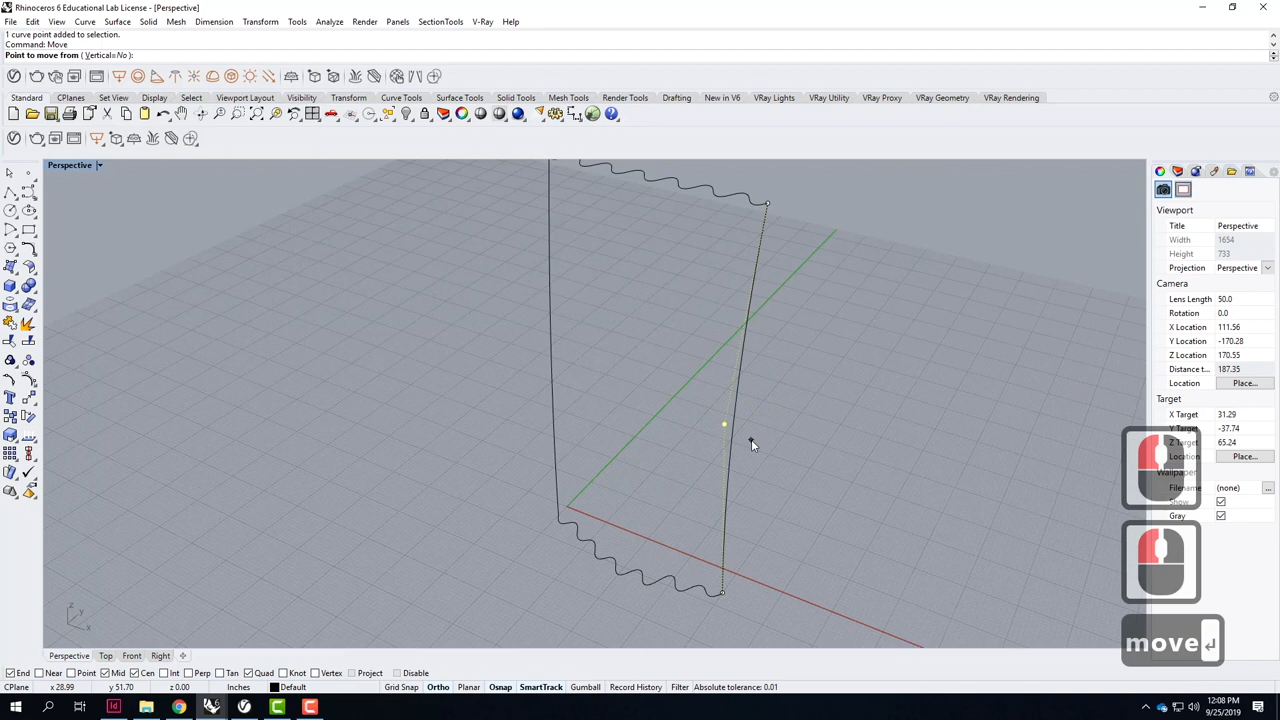 Rhinoceros 6 Educational Lab License - [Perspective]
File Edit View Curve Surface Solid Mesh Dimension Transform Tools Analyze Render Panels SectionTools V-Ray Help
1 curve point added to selection.
Command: Move
Point to move from ( Vertical=No ):
Standard CPlanes Set View Display Select Viewport Layout Visibility Transform Curve Tools Surface Tools Solid Tools Mesh Tools Render Tools Drafting New in V6 VRay Lights VRay Utility VRay Proxy VRay Geometry VRay Rendering
Perspective
Viewport
Title Perspective
Width 1654
Height 733
Projection Perspective
Camera
Lens Length 50.0
Rotation 0.0
X Location 111.56
Y Location -170.28
Z Location 170.55
Distance t... 187.35
Location Place...
Target
X Target 31.29
Y Target -37.74
Z Target 65.24
Location Place...
Wallpaper
Filename (none) ...
Show
Gray
move
z y x
Perspective Top Front Right
End Near Point Mid Cen Int Perp Tan Quad Knot Vertex Project Disable
CPlane x 28.99 y 51.70 z 0.00 Inches Default Grid Snap Ortho Planar Osnap SmartTrack Gumball Record History Filter Absolute tolerance: 0.01
12:08 PM
9/25/2019